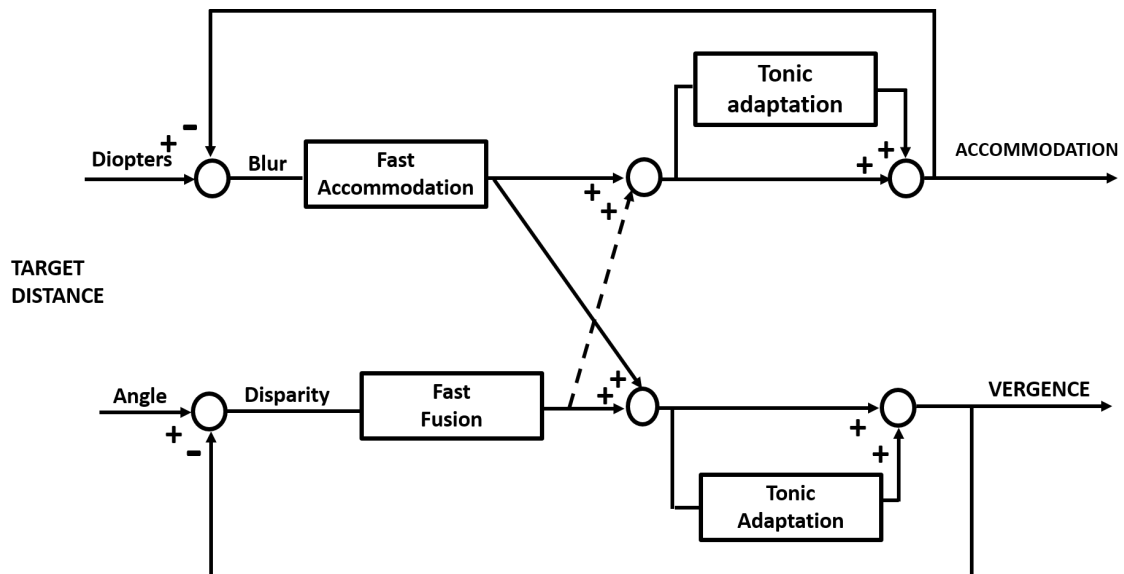 Tonic
adaptation
+
-
+
+
Diopters
Blur
Fast
Accommodation
ACCOMMODATION
+
+
+
TARGET
DISTANCE
Angle
Disparity
Fast
Fusion
+
+
VERGENCE
+
-
+
+
Tonic
Adaptation